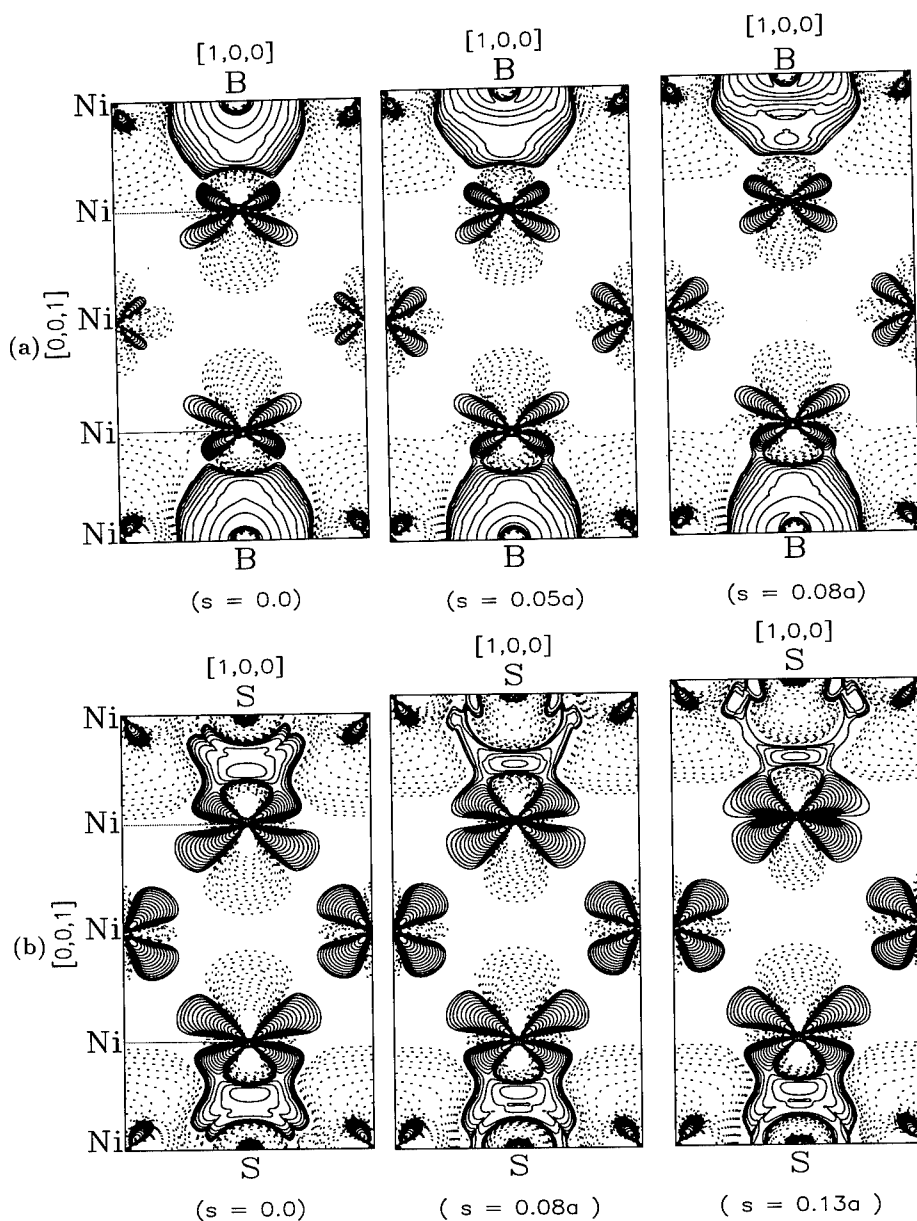 [1,0,0] [1,0,0] [1,0,0]
B B B
Ni
Ni
(a) [0,0,1] Ni
Ni
Ni
B B B
(s = 0.0) (s = 0.05a) (s = 0.08a)
[1,0,0] [1,0,0] [1,0,0]
S S S
Ni
Ni
(b) [0,0,1] Ni
Ni
Ni
S S S
(s = 0.0) ( s = 0.08a ) ( s = 0.13a )